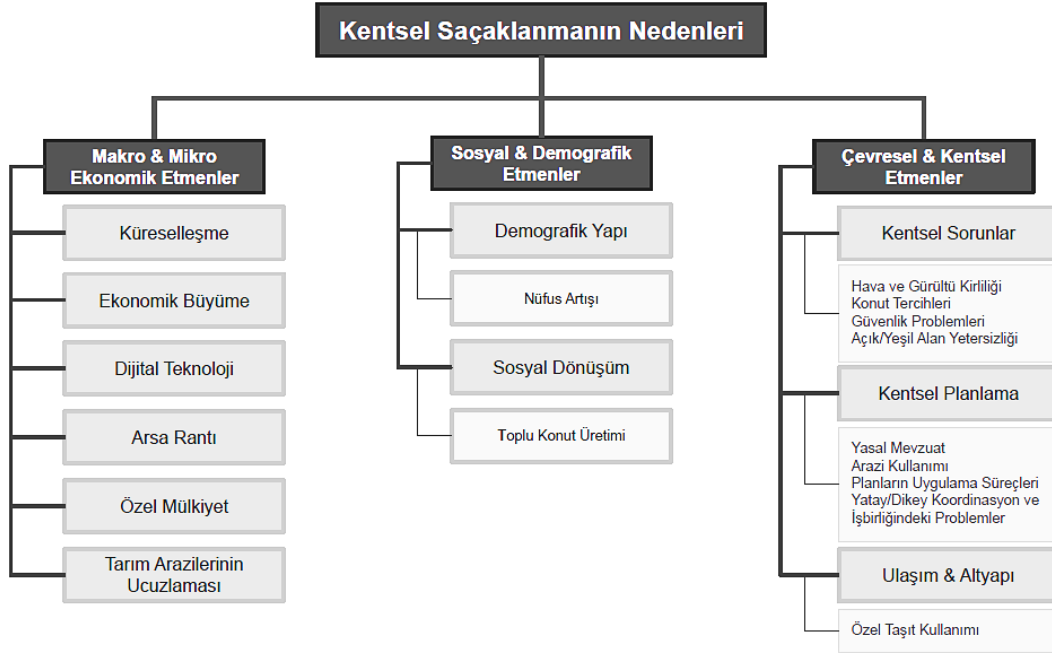 Kentsel Saçaklanmanın Nedenleri
Makro & Mikro
Ekonomik Etmenler
Küreselleşme
Ekonomik Büyüme
Dijital Teknoloji
Arsa Rantı
Özel Mülkiyet
Tarım Arazilerinin
Ucuzlaması
Sosyal & Demografik
Etmenler
Demografik Yapı
Nüfus Artışı
Sosyal Dönüşüm
Toplu Konut Üretimi
Çevresel & Kentsel
Etmenler
Kentsel Sorunlar
Hava ve Gürültü Kirliliği
Konut Tercihleri
Güvenlik Problemleri
Açık/Yeşil Alan Yetersizliği
Kentsel Planlama
Yasal Mevzuat
Arazi Kullanımı
Planların Uygulama Süreçleri
Yatay/Dikey Koordinasyon ve
İşbirliğindeki Problemler
Ulaşım & Altyapı
Özel Taşıt Kullanımı